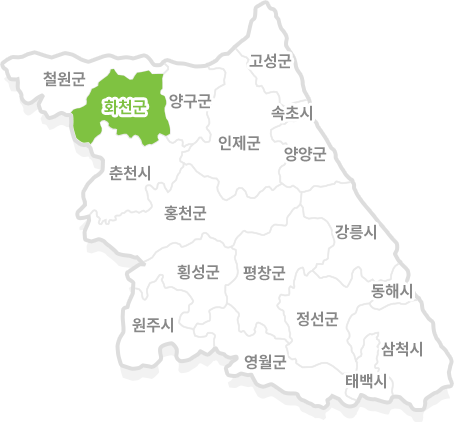 고성군
철원군
화천군
양구군
속초시
인제군
양양군
춘천시
홍천군
강릉시
횡성군
평창군
동해시
정선군
원주시
삼척시
영월군
태백시